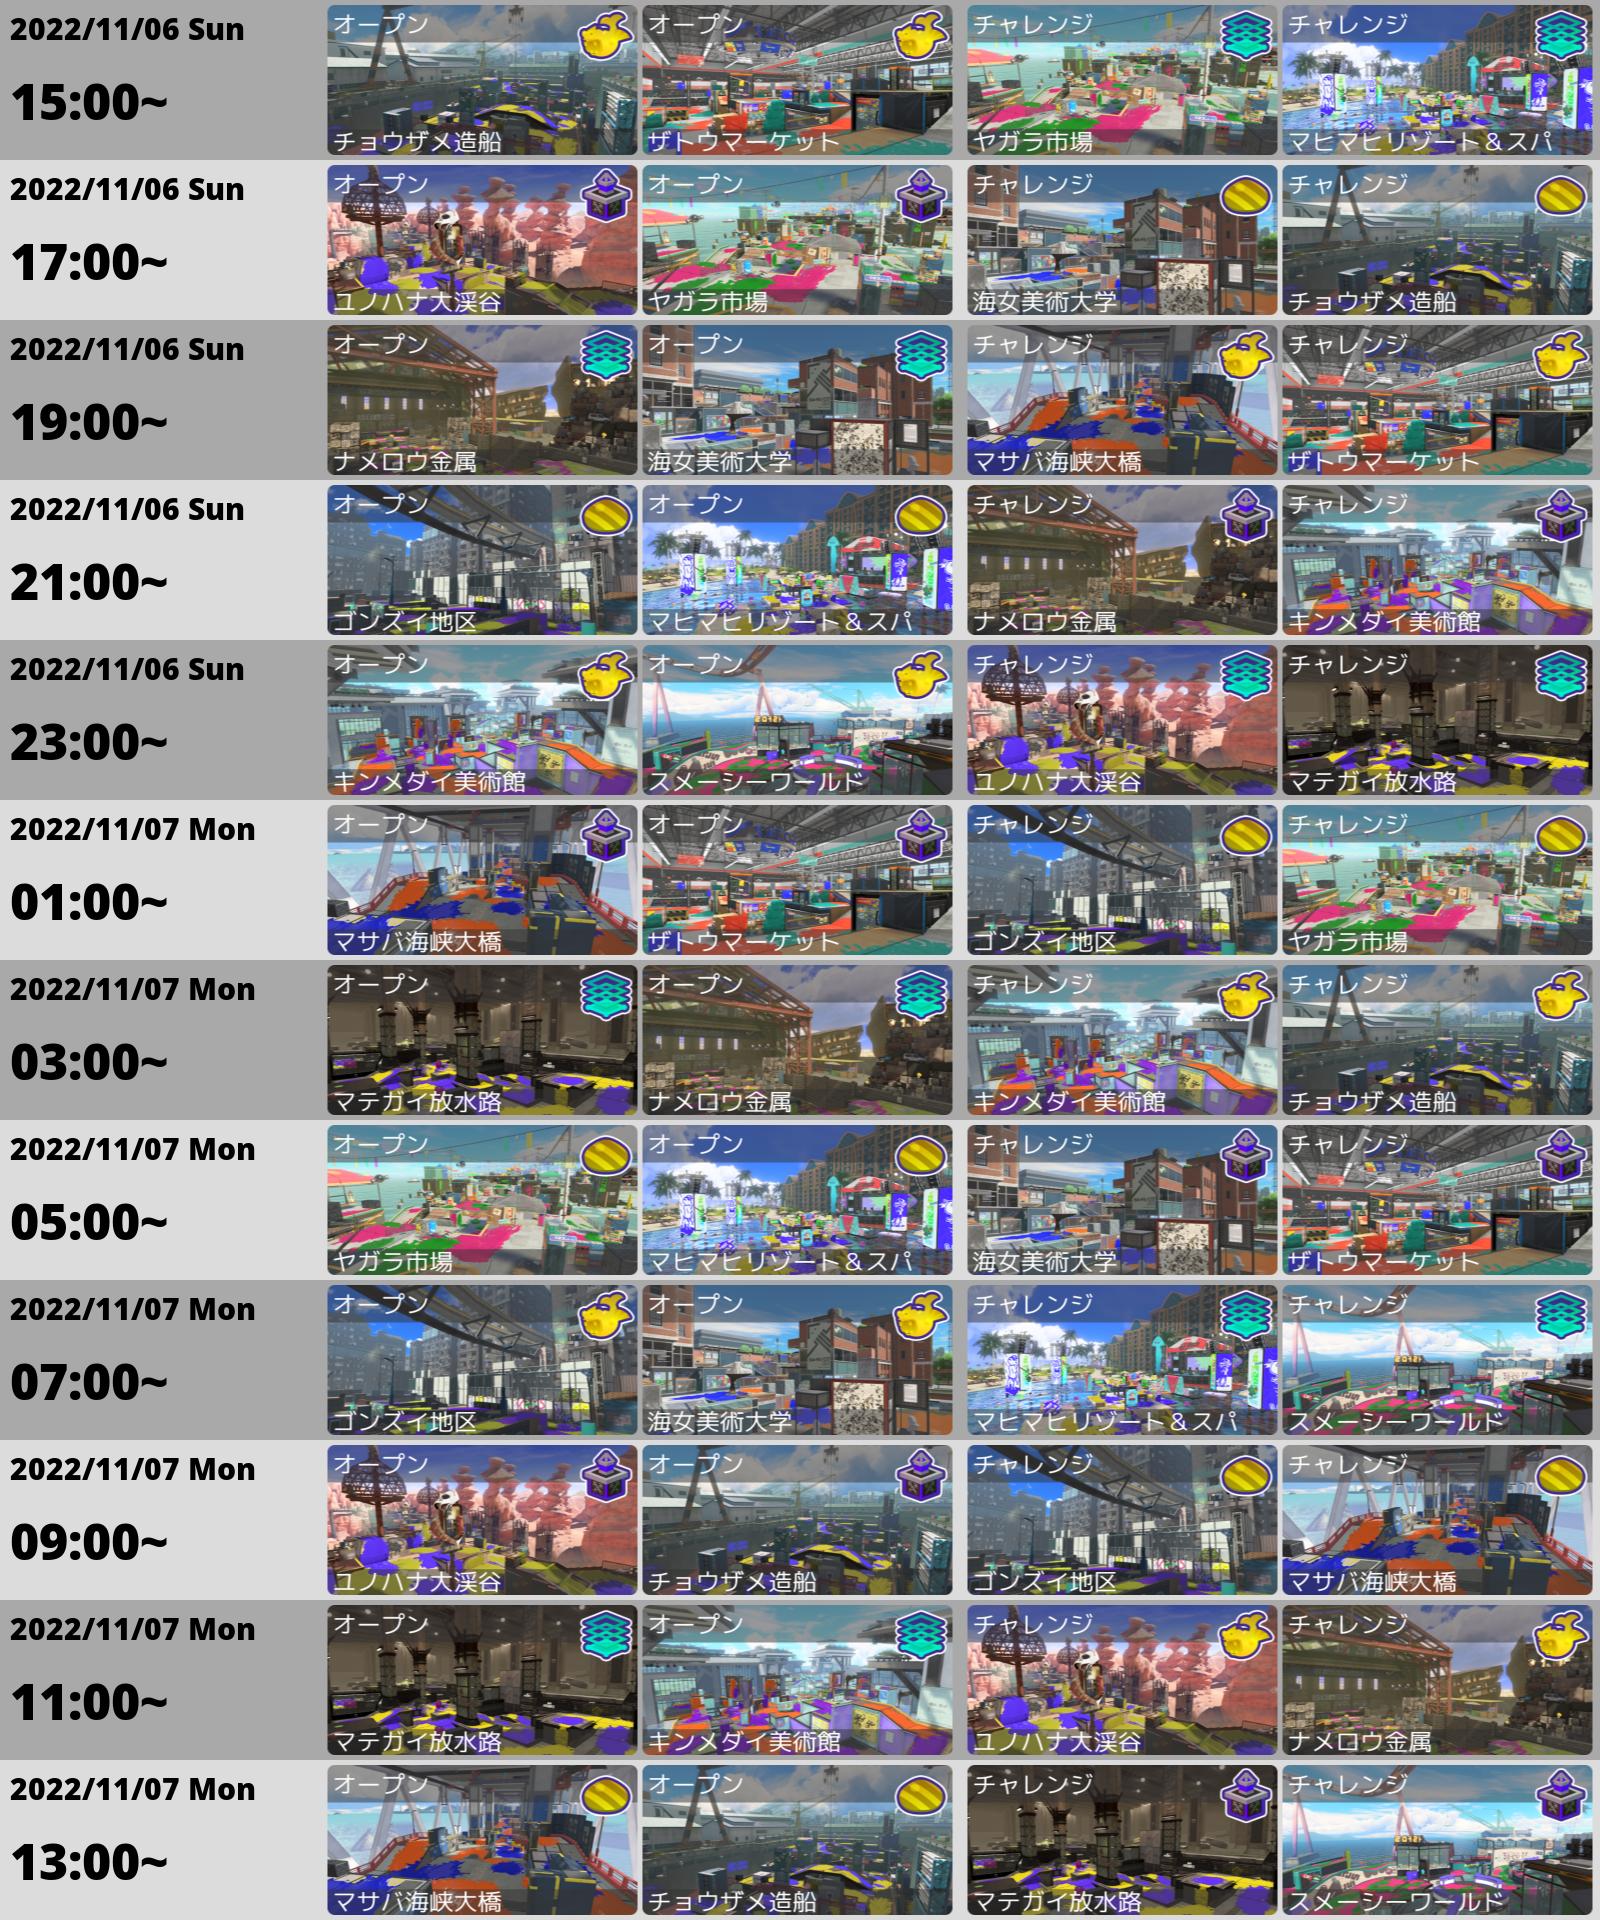 2022/11/06 Sun
15:00~
オープン
チョウザメ造船
オープン
ザトウマーケット
チャレンジ
ヤガラ市場
チャレンジ
マヒマヒリゾート＆スパ
2022/11/06 Sun
17:00~
オープン
ユノハナ大渓谷
オープン
ヤガラ市場
チャレンジ
海女美術大学
チャレンジ
チョウザメ造船
2022/11/06 Sun
19:00~
オープン
ナメロウ金属
オープン
海女美術大学
チャレンジ
マサバ海峡大橋
チャレンジ
ザトウマーケット
2022/11/06 Sun
21:00~
オープン
ゴンズイ地区
オープン
マヒマヒリゾート＆スパ
チャレンジ
ナメロウ金属
チャレンジ
キンメダイ美術館
2022/11/06 Sun
23:00~
オープン
キンメダイ美術館
オープン
スメーシーワールド
チャレンジ
ユノハナ大渓谷
チャレンジ
マテガイ放水路
2022/11/07 Mon
01:00~
オープン
マサバ海峡大橋
オープン
ザトウマーケット
チャレンジ
ゴンズイ地区
チャレンジ
ヤガラ市場
2022/11/07 Mon
03:00~
オープン
マテガイ放水路
オープン
ナメロウ金属
チャレンジ
キンメダイ美術館
チャレンジ
チョウザメ造船
2022/11/07 Mon
05:00~
オープン
ヤガラ市場
オープン
マヒマヒリゾート＆スパ
チャレンジ
海女美術大学
チャレンジ
ザトウマーケット
2022/11/07 Mon
07:00~
オープン
ゴンズイ地区
オープン
海女美術大学
チャレンジ
マヒマヒリゾート＆スパ
チャレンジ
スメーシーワールド
2022/11/07 Mon
09:00~
オープン
ユノハナ大渓谷
オープン
チョウザメ造船
チャレンジ
ゴンズイ地区
チャレンジ
マサバ海峡大橋
2022/11/07 Mon
11:00~
オープン
マテガイ放水路
オープン
キンメダイ美術館
チャレンジ
ユノハナ大渓谷
チャレンジ
ナメロウ金属
2022/11/07 Mon
13:00~
オープン
マサバ海峡大橋
オープン
チョウザメ造船
チャレンジ
マテガイ放水路
チャレンジ
スメーシーワールド